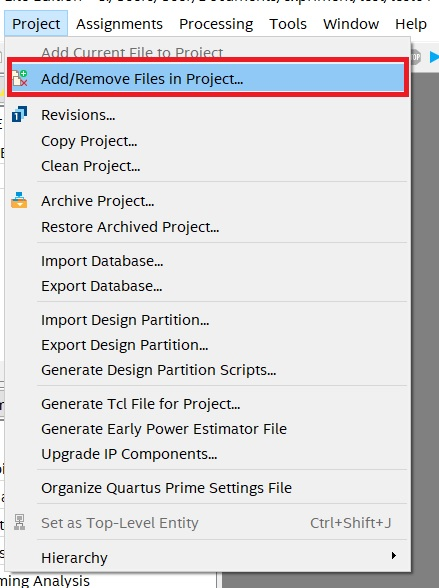 Project Assignments Processing Tools Window Help
Add Current File to Project
Add/Remove Files in Project...
Revisions...
Copy Project...
Clean Project...
Archive Project...
Restore Archived Project...
Import Database...
Export Database...
Import Design Partition...
Export Design Partition...
Generate Design Partition Scripts...
Generate Tcl File for Project...
Generate Early Power Estimator File
Upgrade IP Components...
Organize Quartus Prime Settings File
Set as Top-Level Entity Ctrl+Shift+J
Hierarchy
ming Analysis